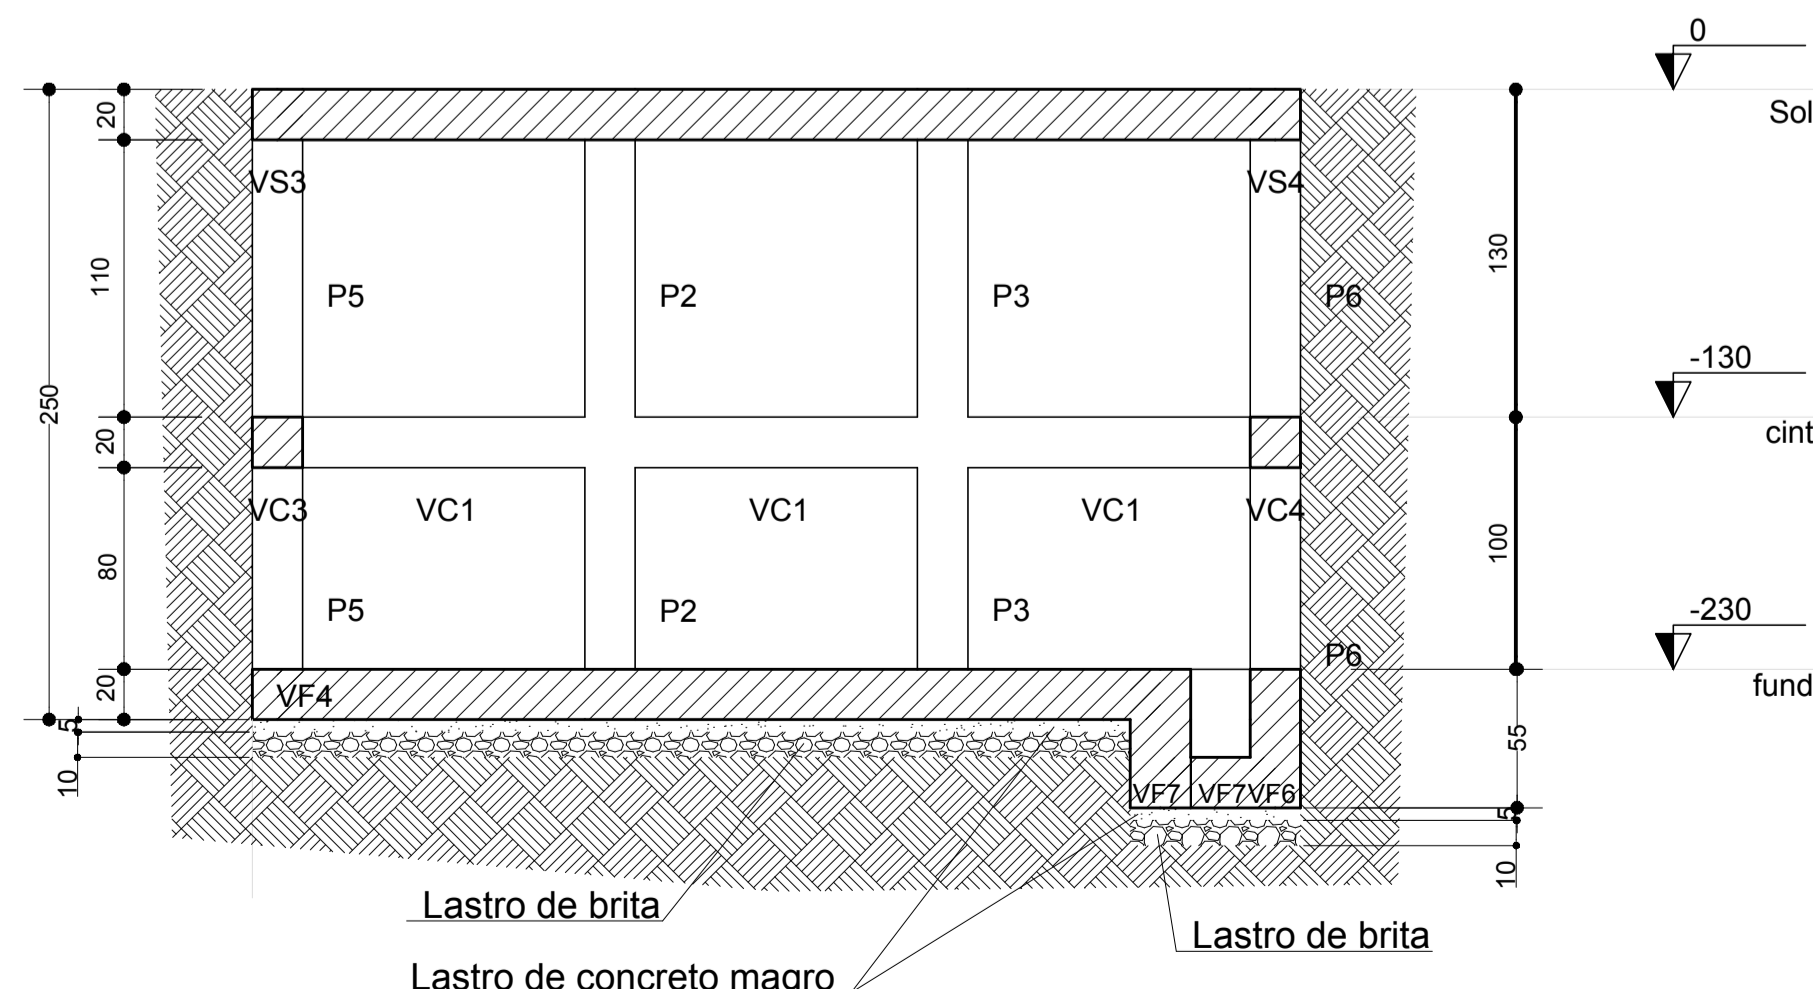 0
20
Sol
VS3
VS4
110
P5
P2
P3
P6
130
-130
250
20
cint
VC3
VC1
VC1
VC1
VC4
80
100
P5
P2
P3
P6
-230
20
VF4
fund
5
10
55
VF7
VF7
VF6
5
10
Lastro de brita
Lastro de brita
Lastro de concreto magro